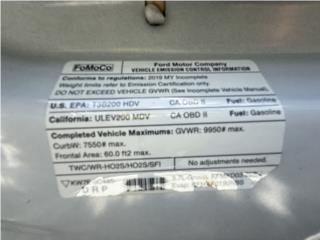 FoMoCo
Ford Motor Company
VEHICLE EMISSION CONTROL INFORMATION
Conforms to regulations: 2019 MY Incomplete
Weight limits refer to Emission Certification only.
DO NOT EXCEED VEHICLE GVWR (See Incomplete Vehicle Manual).
U.S. EPA: T3B200 HDV CA OBD II Fuel: Gasoline
California: ULEV200 MDV CA OBD II Fuel: Gasoline
Completed Vehicle Maximums: GVWR: 9950# max.
CurbW: 7550# max.
Frontal Area: 60.0 ft2 max.
TWC/WR-HO2S/HO2S/SFI No adjustments needed.